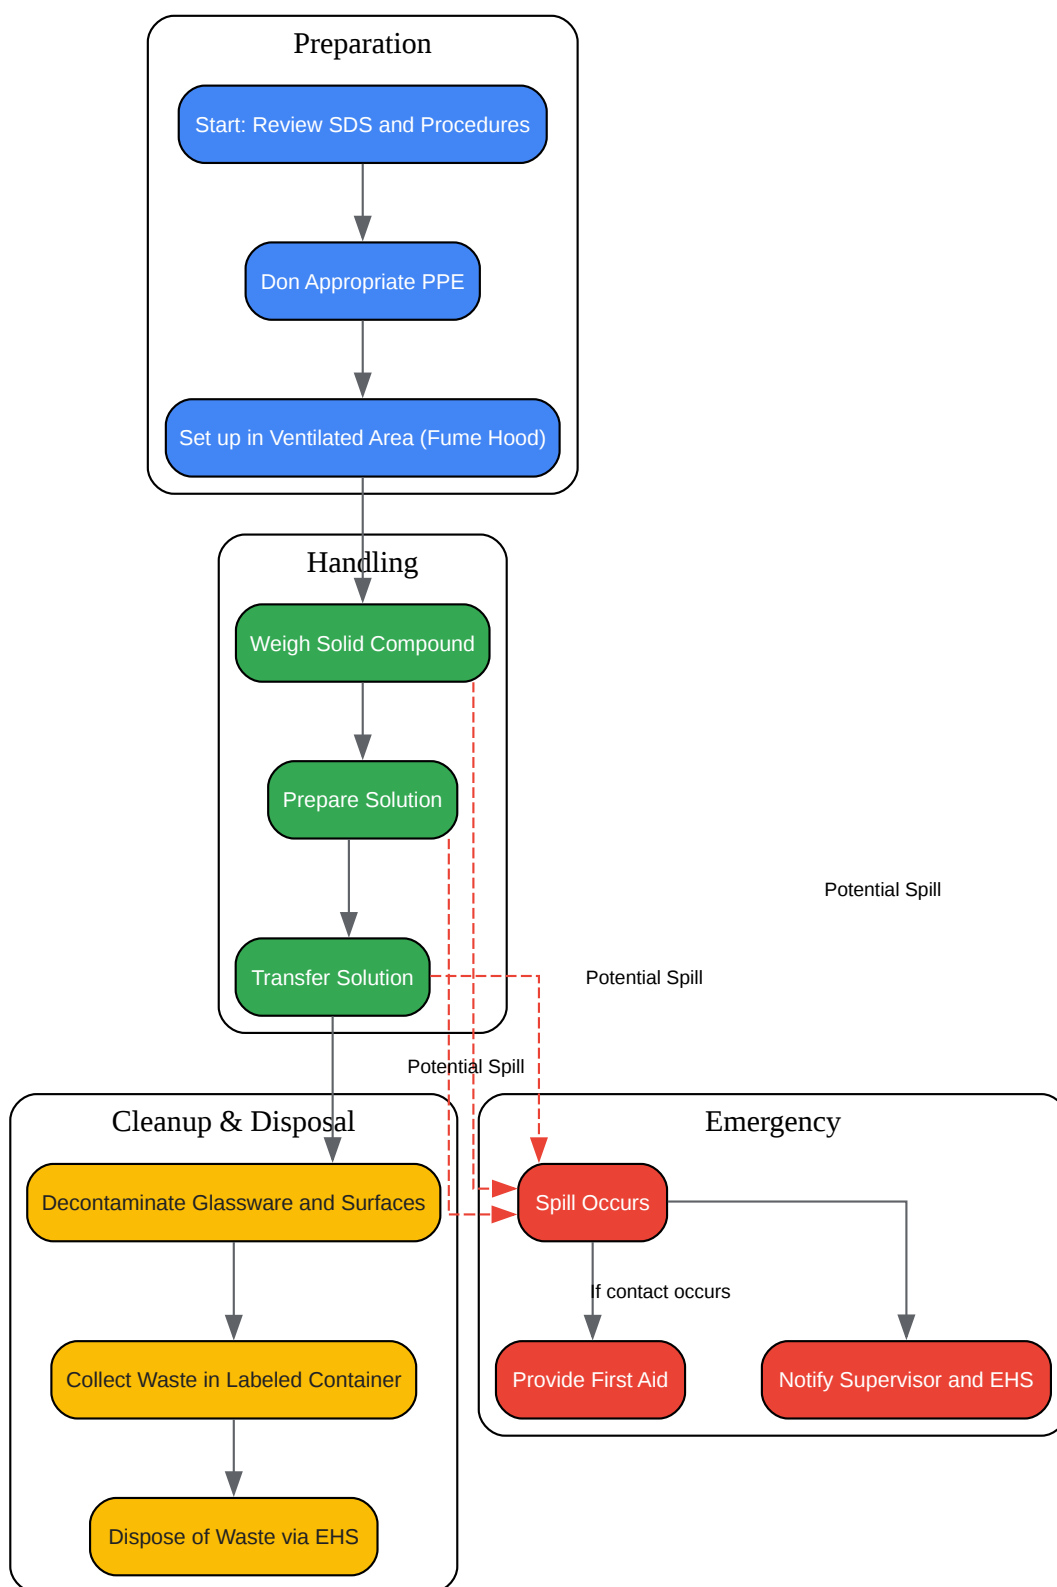 Preparation
Start: Review SDS and Procedures
Don Appropriate PPE
Set up in Ventilated Area (Fume Hood)
Handling
Weigh Solid Compound
Prepare Solution
Potential Spill
Transfer Solution
Potential Spill
Potential Spill
Cleanup & Disposal
Emergency
Decontaminate Glassware and Surfaces
Spill Occurs
If contact occurs
Collect Waste in Labeled Container
Provide First Aid
Notify Supervisor and EHS
Dispose of Waste via EHS